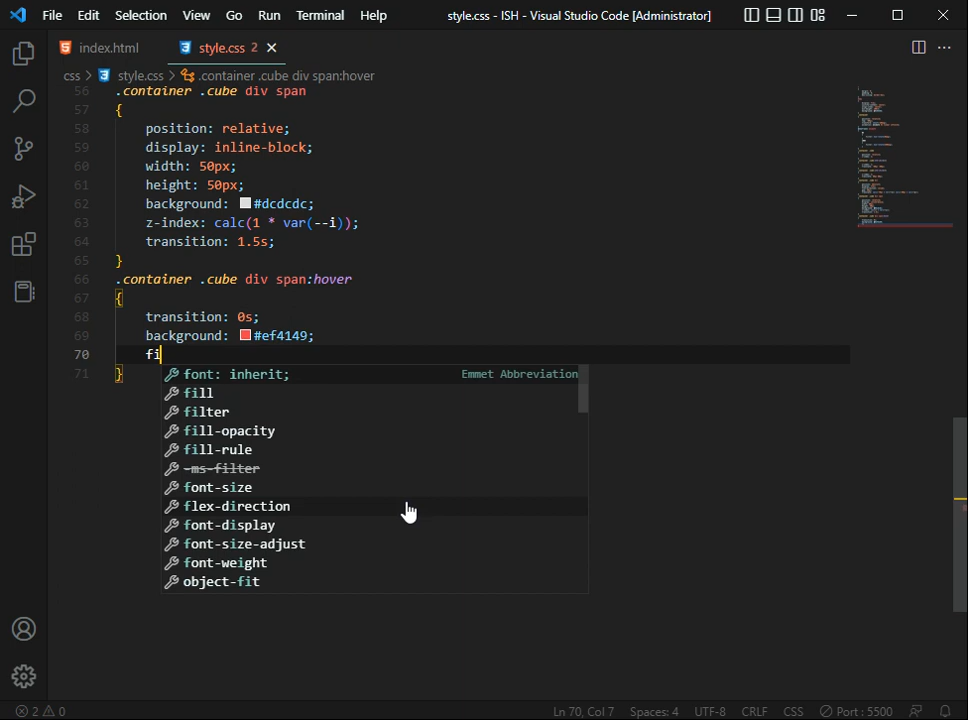 File Edit Selection View Go Run Terminal Help style.css - ISH - Visual Studio Code [Administrator]
index.html style.css 2
css > style.css > .container .cube div span:hover
56 .container .cube div span
57 {
58 position: relative;
59 display: inline-block;
60 width: 50px;
61 height: 50px;
62 background: #dcdcdc;
63 z-index: calc(1 * var(--i));
64 transition: 1.5s;
65 }
66 .container .cube div span:hover
67 {
68 transition: 0s;
69 background: #ef4149;
70 fi
71 }
font: inherit; Emmet Abbreviation
fill
filter
fill-opacity
fill-rule
-ms-filter
font-size
flex-direction
font-display
font-size-adjust
font-weight
object-fit
2 0 Ln 70, Col 7 Spaces: 4 UTF-8 CRLF CSS Port : 5500